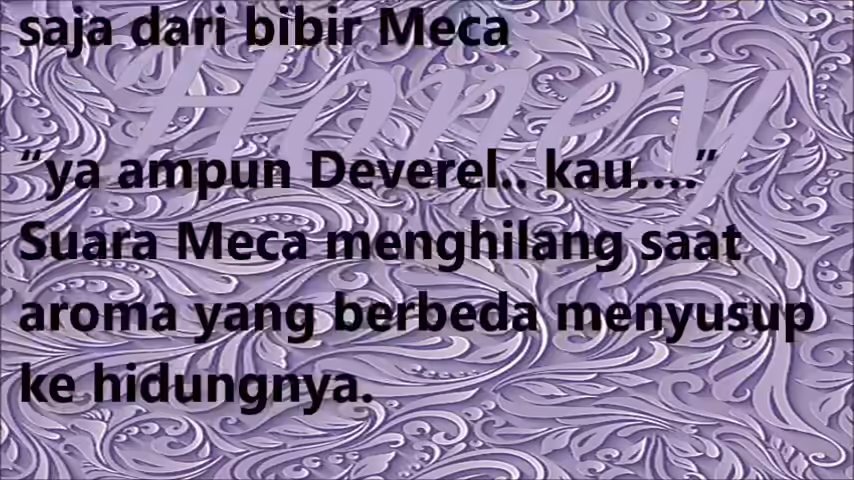 saja dari bibir Meca
Honey
“ya ampun Deverel.. kau....”
Suara Meca menghilang saat
aroma yang berbeda menyusup
ke hidungnya.